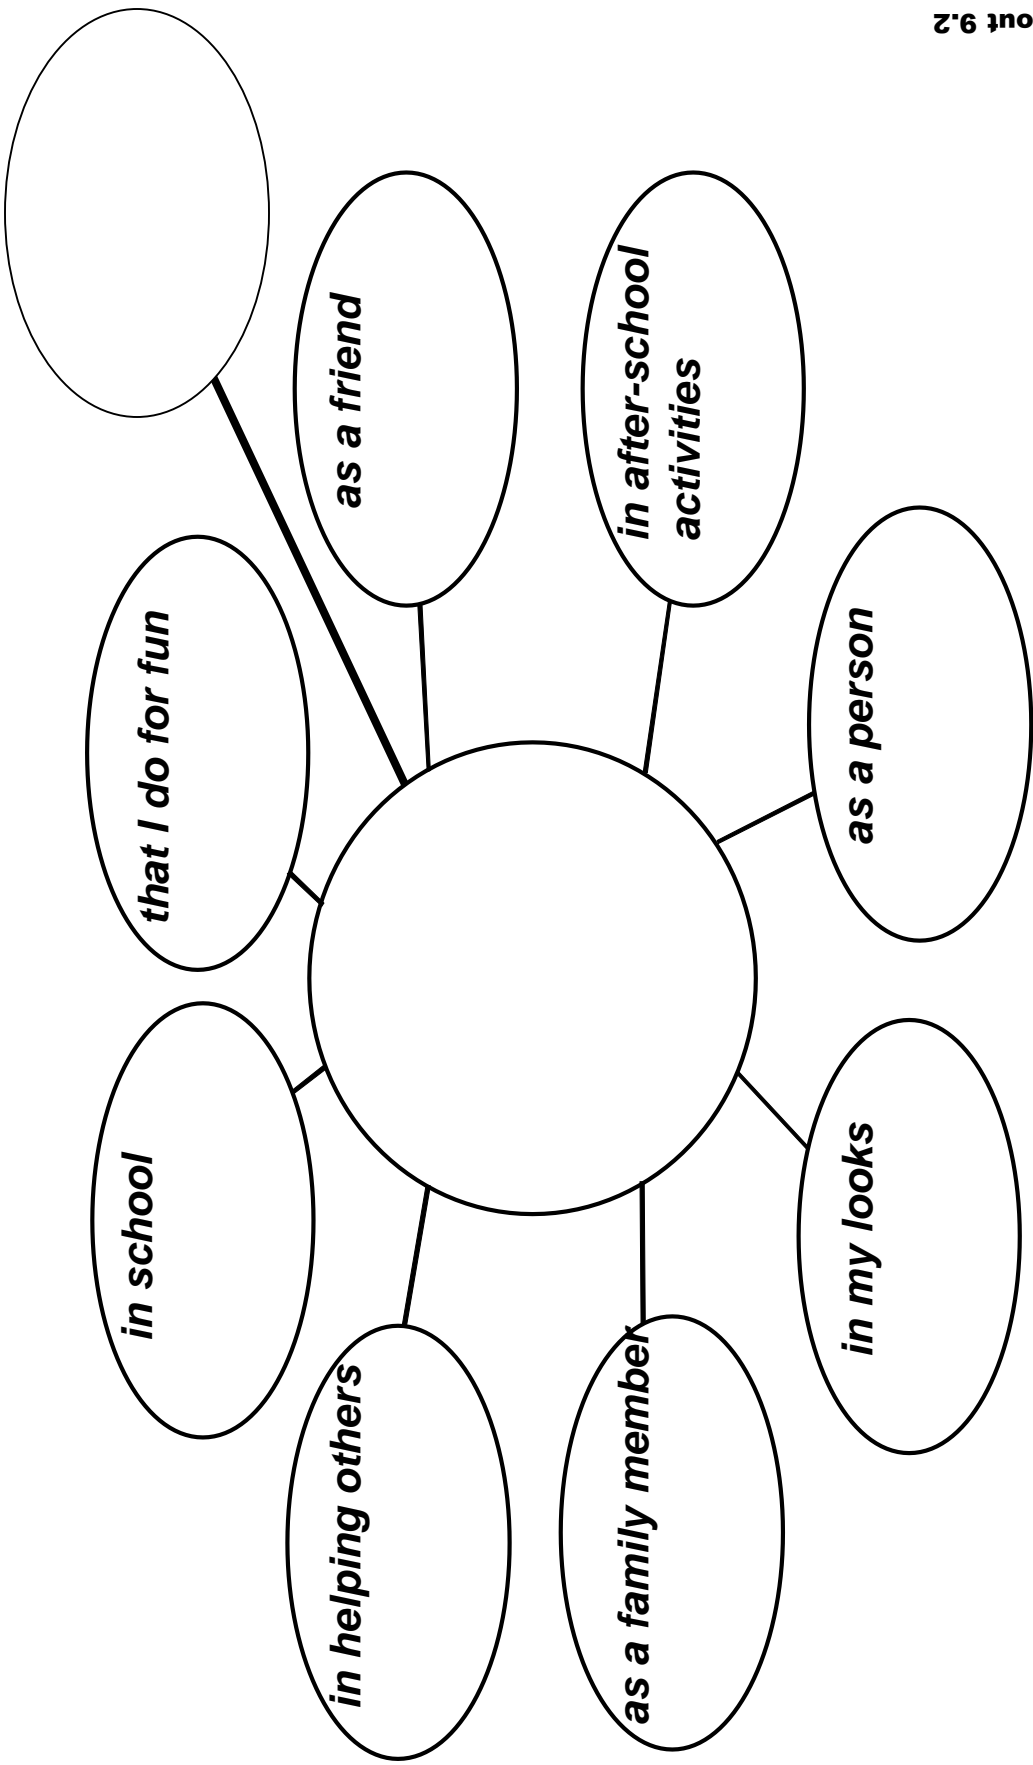 in school
that I do for fun
in helping others
as a friend
as a family member
in after-school
activities
in my looks
as a person
out 9.2